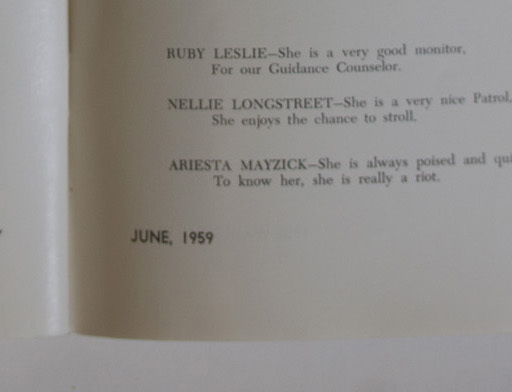 RUBY LESLIE—She is a very good monitor,
For our Guidance Counselor.
NELLIE LONGSTREET—She is a very nice Patrol,
She enjoys the chance to stroll.
ARIESTA MAYZICK—She is always poised and
To know her, she is really a riot.
JUNE, 1959